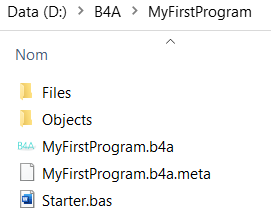 Data (D:) > B4A > MyFirstProgram
Nom
Files
Objects
B4A MyFirstProgram.b4a
MyFirstProgram.b4a.meta
Starter.bas